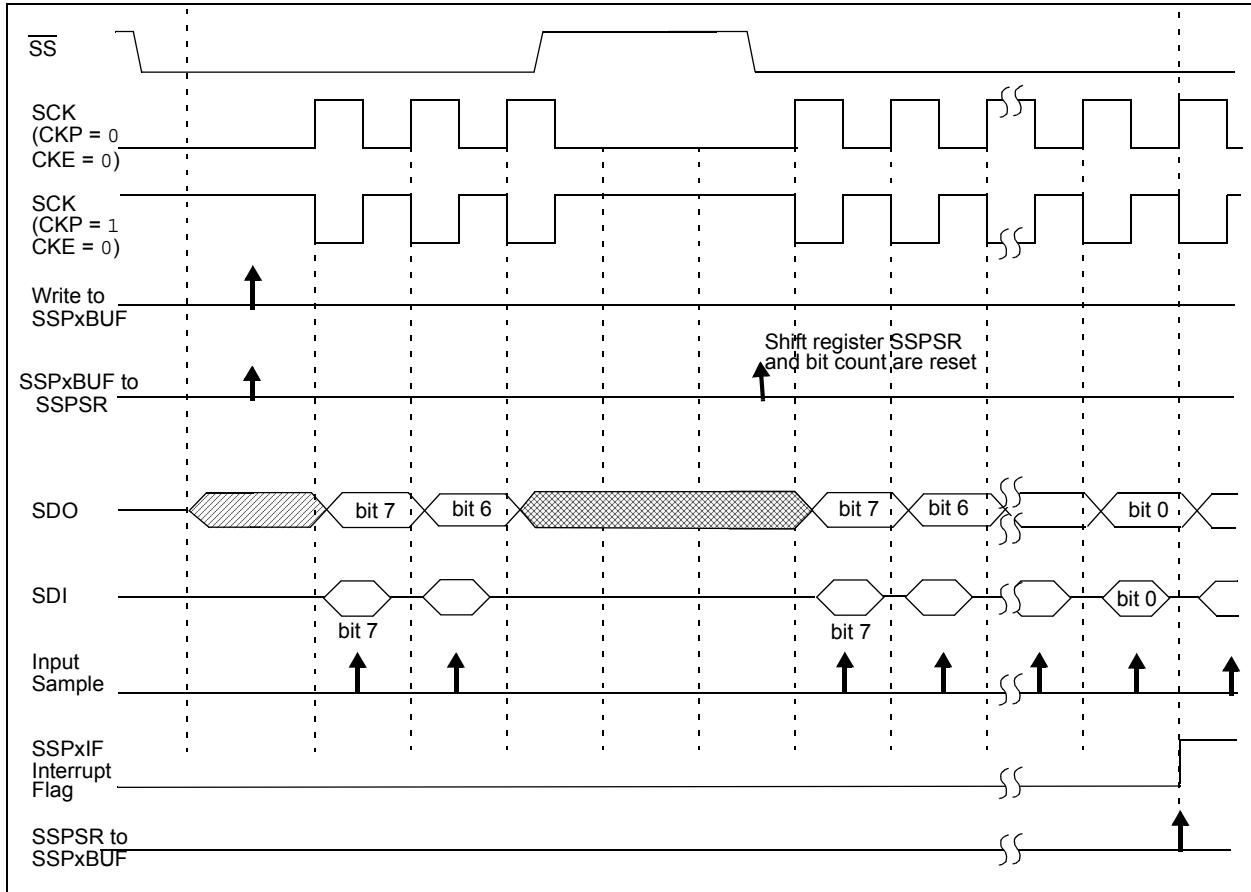 SS
SCK
(CKP = 0
CKE = 0)
SCK
(CKP = 1
CKE = 0)
Write to
SSPxBUF
Shift register SSPSR
and bit count are reset
SSPxBUF to
SSPSR
SDO
bit 7
bit 6
bit 7
bit 6
bit 0
SDI
bit 0
bit 7
bit 7
Input
Sample
SSPxIF
Interrupt
Flag
SSPSR to
SSPxBUF